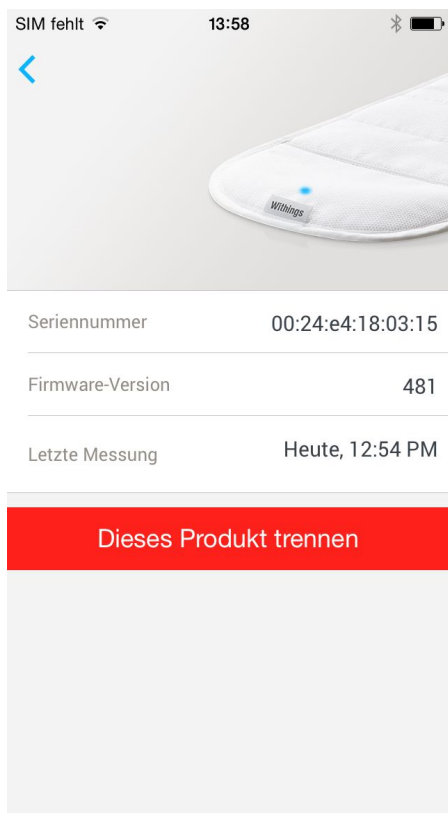 SIM fehlt 13:58
Withings
Seriennummer 00:24:e4:18:03:15
Firmware-Version 481
Letzte Messung Heute, 12:54 PM
Dieses Produkt trennen